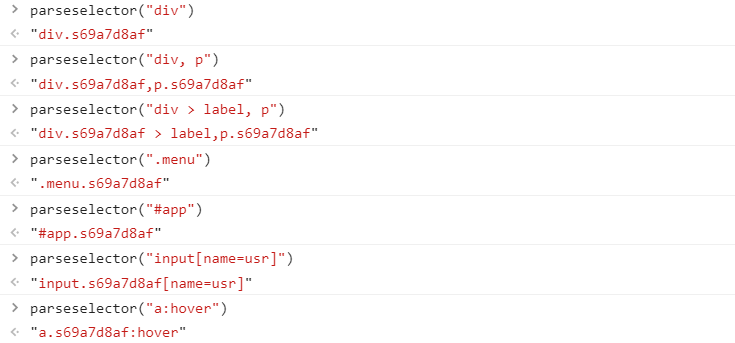 parseselector("div")
"div.s69a7d8af"
parseselector("div, p")
"div.s69a7d8af,p.s69a7d8af"
parseselector("div > label, p")
"div.s69a7d8af > label,p.s69a7d8af"
parseselector(".menu")
".menu.s69a7d8af"
parseselector("#app")
"#app.s69a7d8af"
parseselector("input[name=usr]")
"input.s69a7d8af[name=usr]"
parseselector("a:hover")
"a.s69a7d8af:hover"